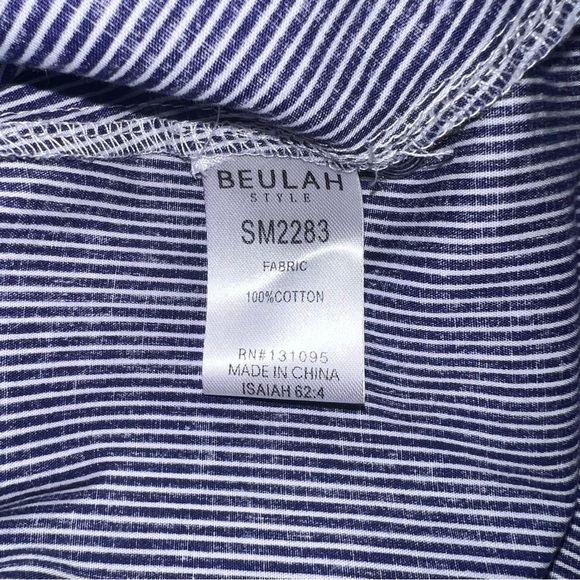 BEULAH
STYLE
SM2283
FABRIC
100%COTTON
RN#131095
MADE IN CHINA
ISAIAH 62:4